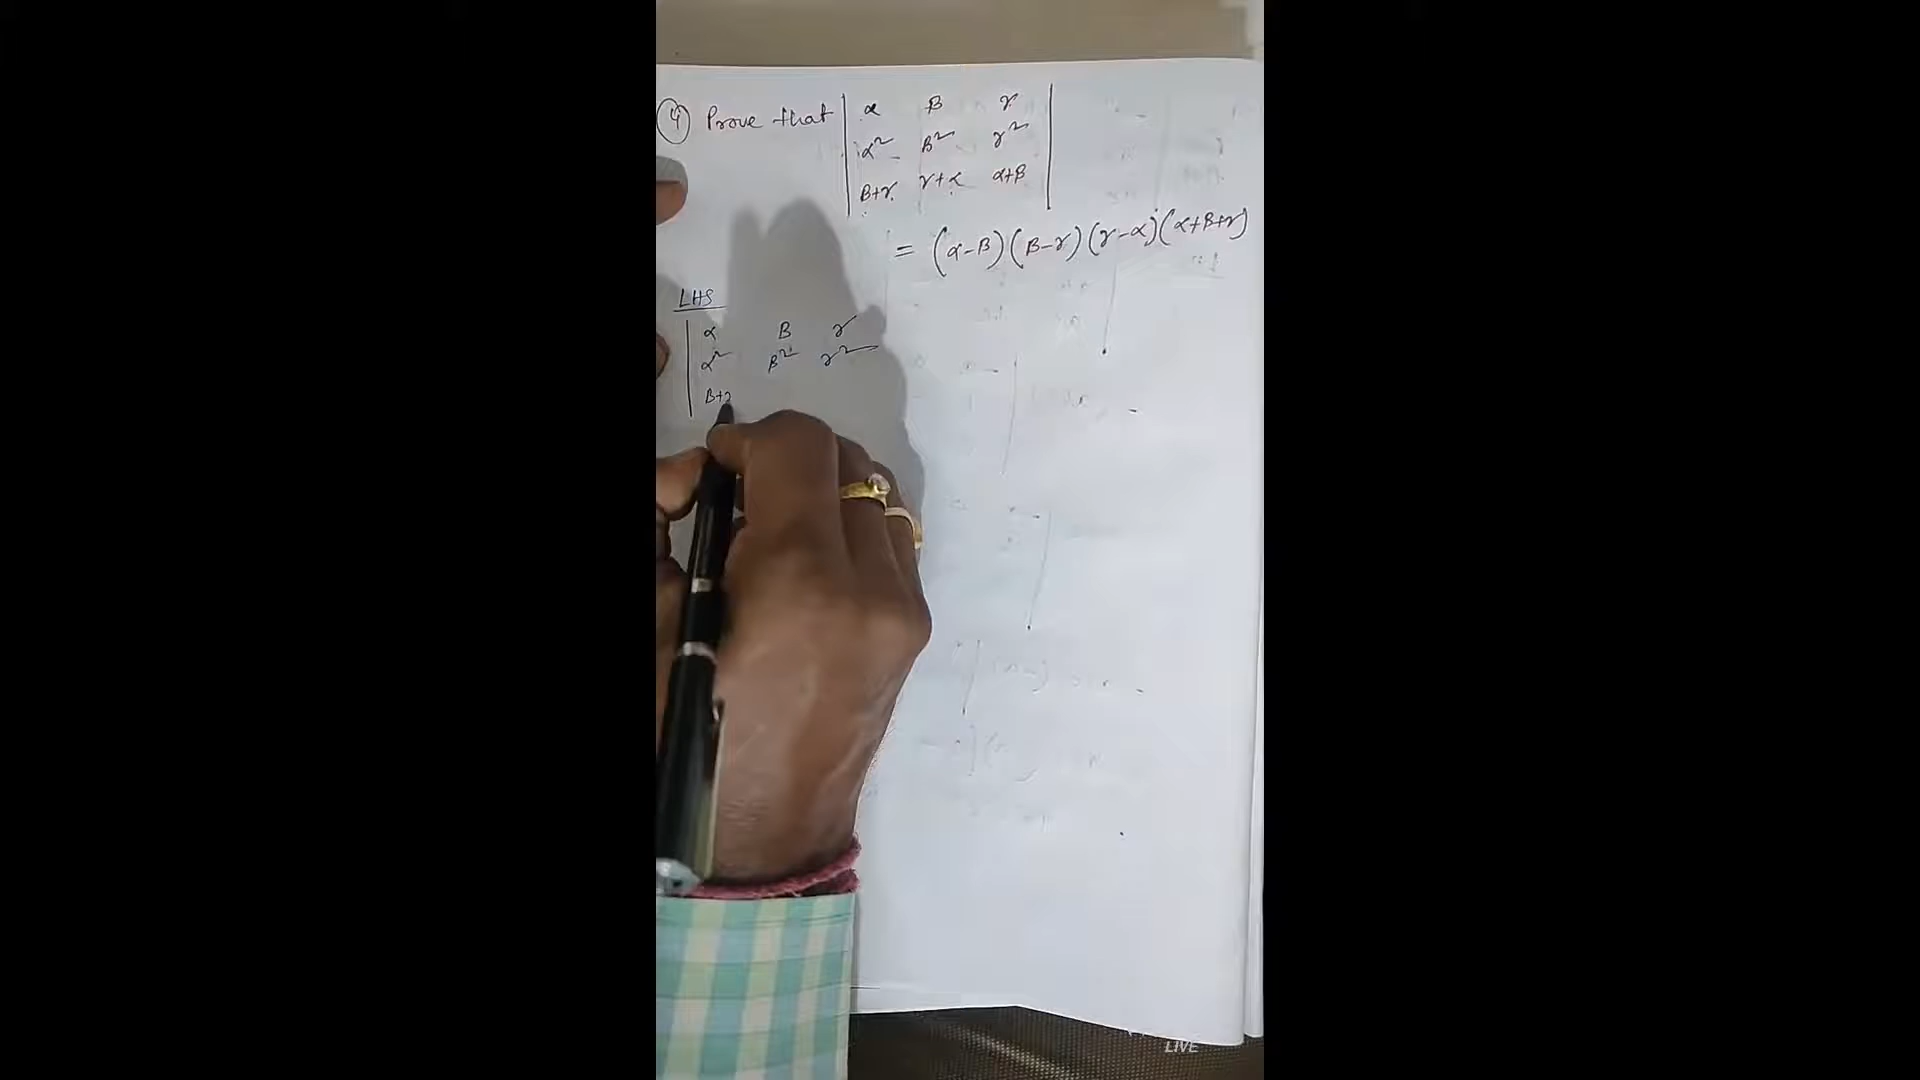 4 Prove that | α β γ |
| α² β² γ² |
| β+γ γ+α α+β |
= (α-β)(β-γ)(γ-α)(α+β+γ)
LHS
| α β γ
| α² β² γ²
| β+γ
LIVE